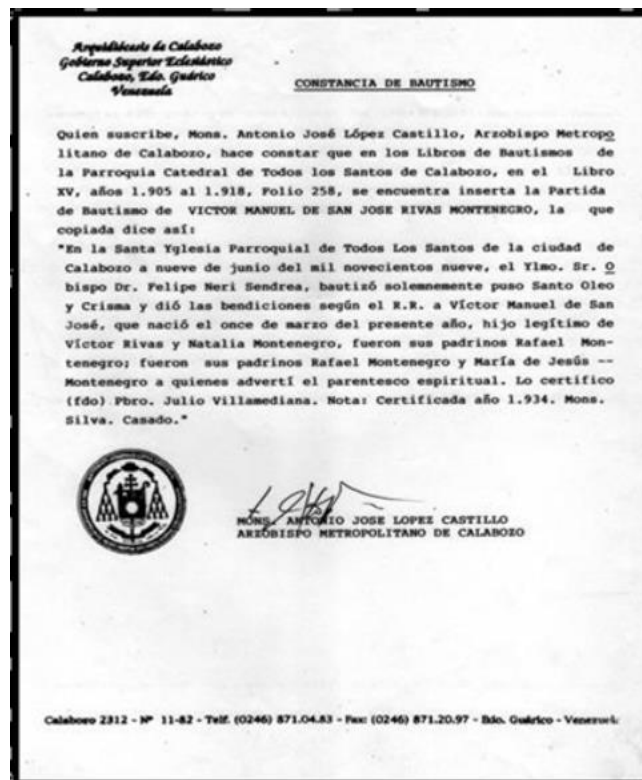 Arquidiócesis de Calabozo
Gobierno Superior Eclesiástico
Calabozo, Edo. Guárico
Venezuela
CONSTANCIA DE BAUTISMO
Quien suscribe, Mons. Antonio José López Castillo, Arzobispo Metropo
litano de Calabozo, hace constar que en los Libros de Bautismos de
la Parroquia Catedral de Todos los Santos de Calabozo, en el Libro
XV, años 1.905 al 1.918, Folio 258, se encuentra inserta la Partida
de Bautismo de VICTOR MANUEL DE SAN JOSE RIVAS MONTENEGRO, la que
copiada dice así:
"En la Santa Yglesia Parroquial de Todos Los Santos de la ciudad de
Calabozo a nueve de junio del mil novecientos nueve, el Ylmo. Sr. O
bispo Dr. Felipe Neri Sendrea, bautizó solemnemente puso Santo Oleo
y Crisma y dió las bendiciones según el R.R. a Víctor Manuel de San
José, que nació el once de marzo del presente año, hijo legítimo de
Víctor Rivas y Natalia Montenegro, fueron sus padrinos Rafael Mon-
tenegro; fueron sus padrinos Rafael Montenegro y María de Jesús --
Montenegro a quienes advertí el parentesco espiritual. Lo certifico
(fdo) Pbro. Julio Villamediana. Nota: Certificada año 1.934. Mons.
Silva. Casado."
MONS. ANTONIO JOSE LOPEZ CASTILLO
ARZOBISPO METROPOLITANO DE CALABOZO
Calabozo 2312 - Nº 11-82 - Telf. (0246) 871.04.83 - Fax: (0246) 871.20.97 - Edo. Guárico - Venezuela